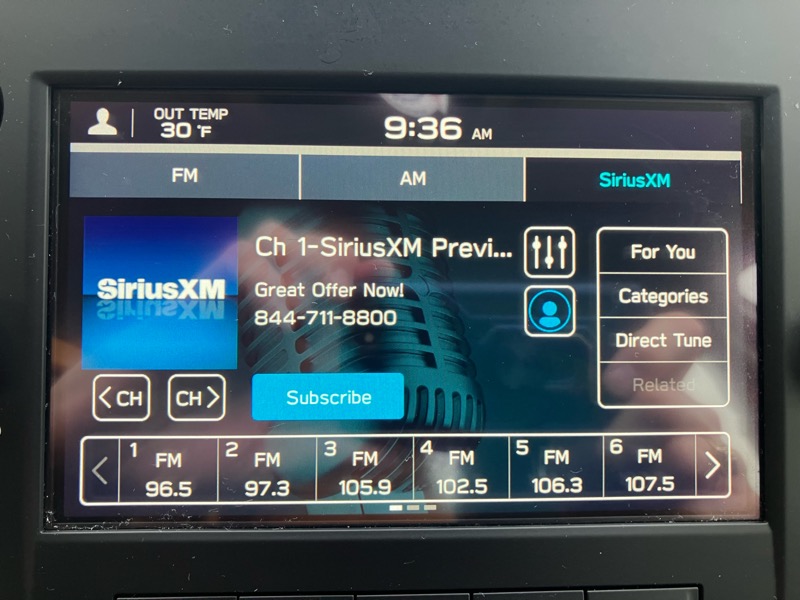 OUT TEMP
30 °F
9:36 AM
FM
AM
SiriusXM
SiriusXM
Ch 1-SiriusXM Previ...
Great Offer Now!
844-711-8800
For You
Categories
Direct Tune
Related
<CH
CH>
Subscribe
1 FM 96.5
2 FM 97.3
3 FM 105.9
4 FM 102.5
5 FM 106.3
6 FM 107.5